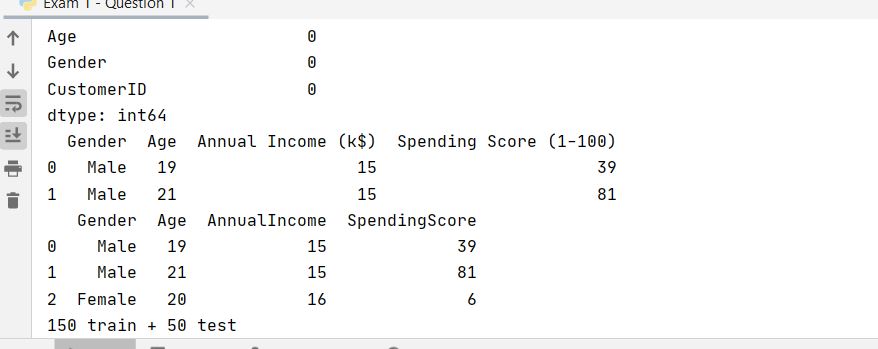 Exam 1 - Question 1 ×
Age 0
Gender 0
CustomerID 0
dtype: int64
Gender Age Annual Income (k$) Spending Score (1-100)
0 Male 19 15 39
1 Male 21 15 81
Gender Age AnnualIncome SpendingScore
0 Male 19 15 39
1 Male 21 15 81
2 Female 20 16 6
150 train + 50 test